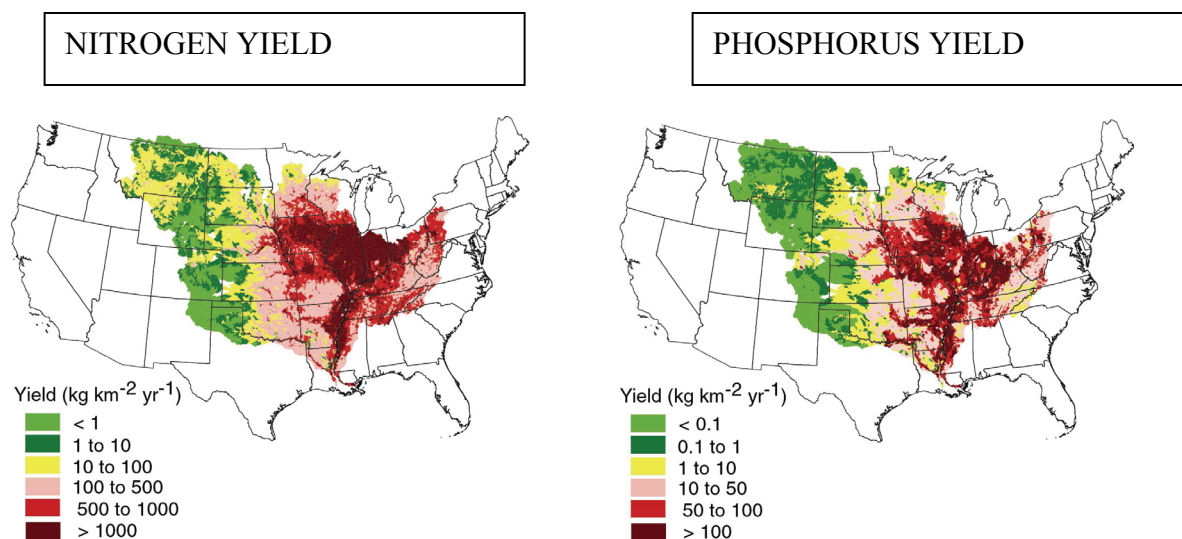 NITROGEN YIELD
PHOSPHORUS YIELD
Yield (kg km⁻² yr⁻¹)
< 1
1 to 10
10 to 100
100 to 500
500 to 1000
> 1000
Yield (kg km⁻² yr⁻¹)
< 0.1
0.1 to 1
1 to 10
10 to 50
50 to 100
> 100